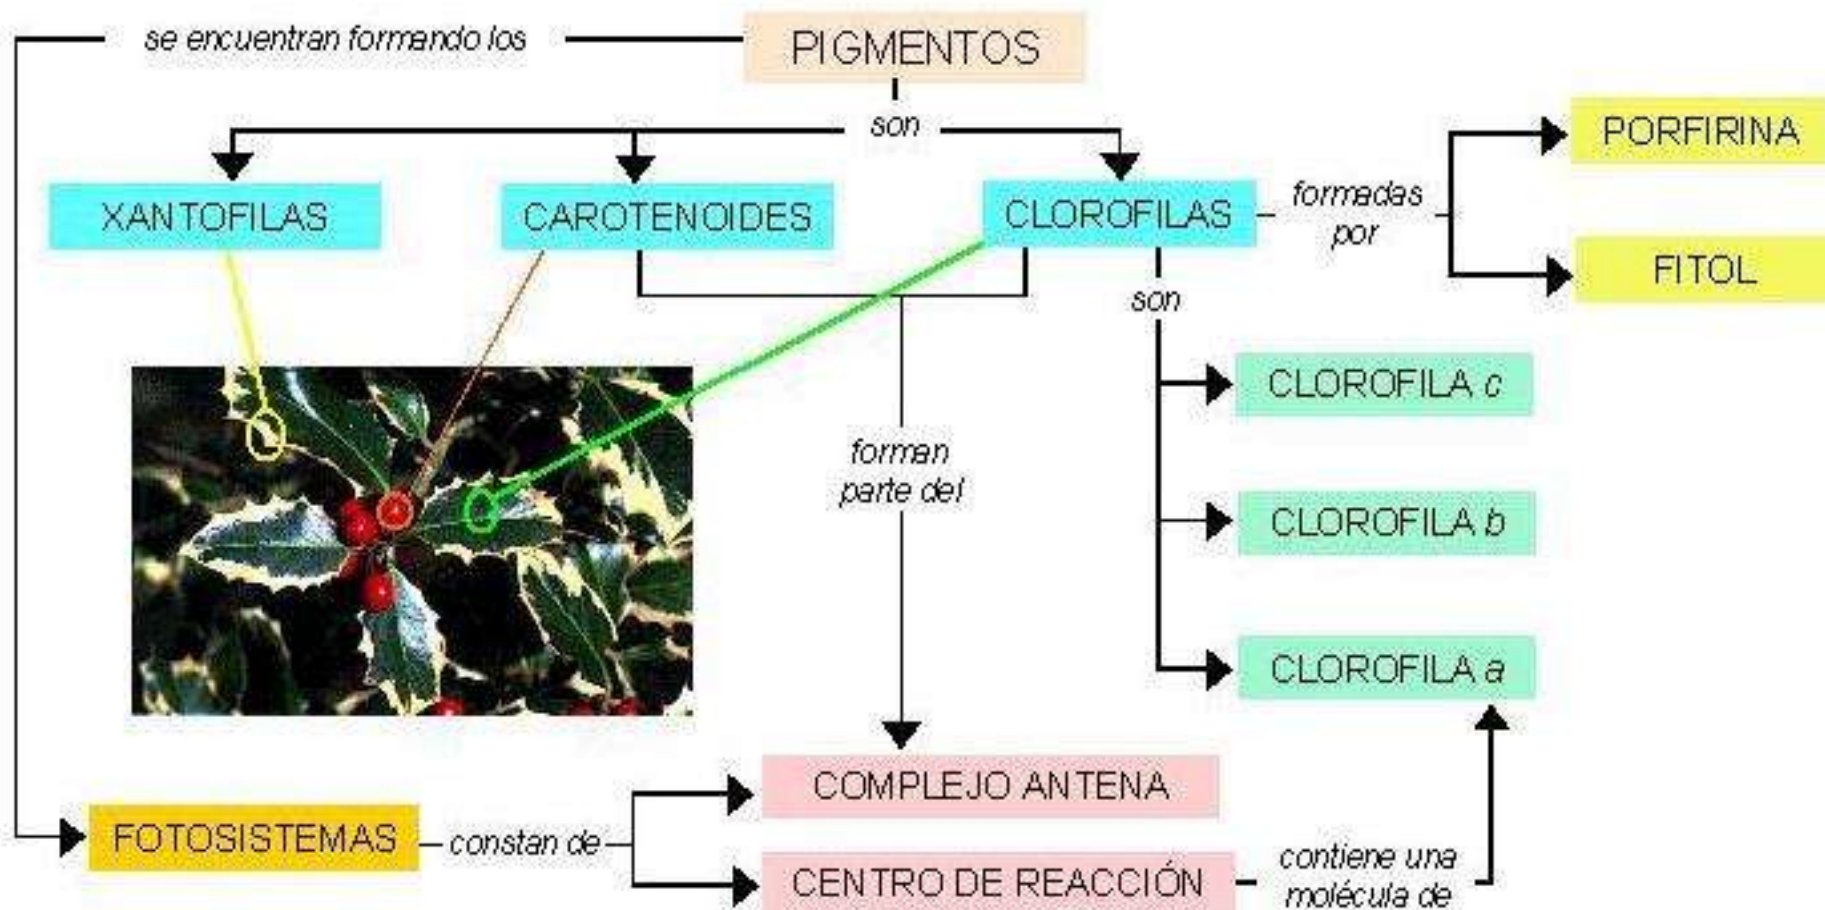 se encuentran formando los
PIGMENTOS
son
XANTOFILAS
CAROTENOIDES
CLOROFILAS
formadas
por
PORFIRINA
FITOL
son
CLOROFILA c
CLOROFILA b
CLOROFILA a
forman
parte del
COMPLEJO ANTENA
FOTOSISTEMAS
constan de
CENTRO DE REACCIÓN
contiene una
molécula de